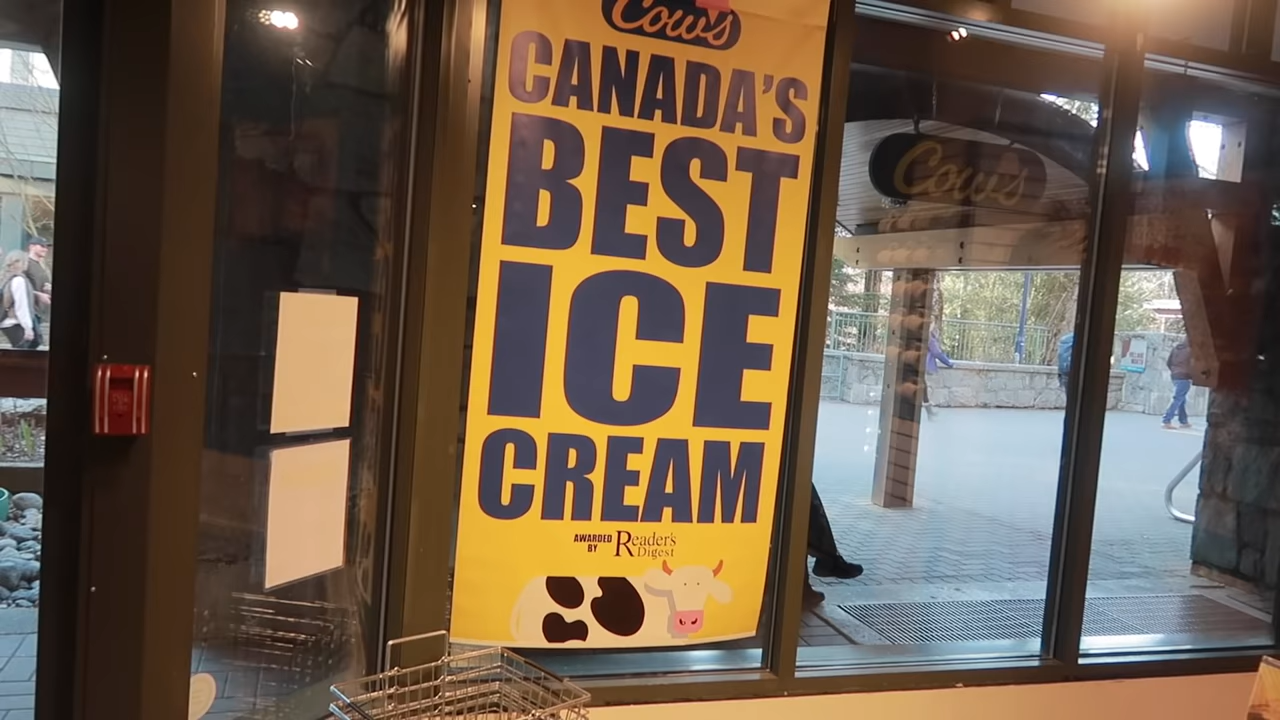 Cows
CANADA'S
BEST
ICE
CREAM
AWARDED
BY
Reader's
Digest
Cows